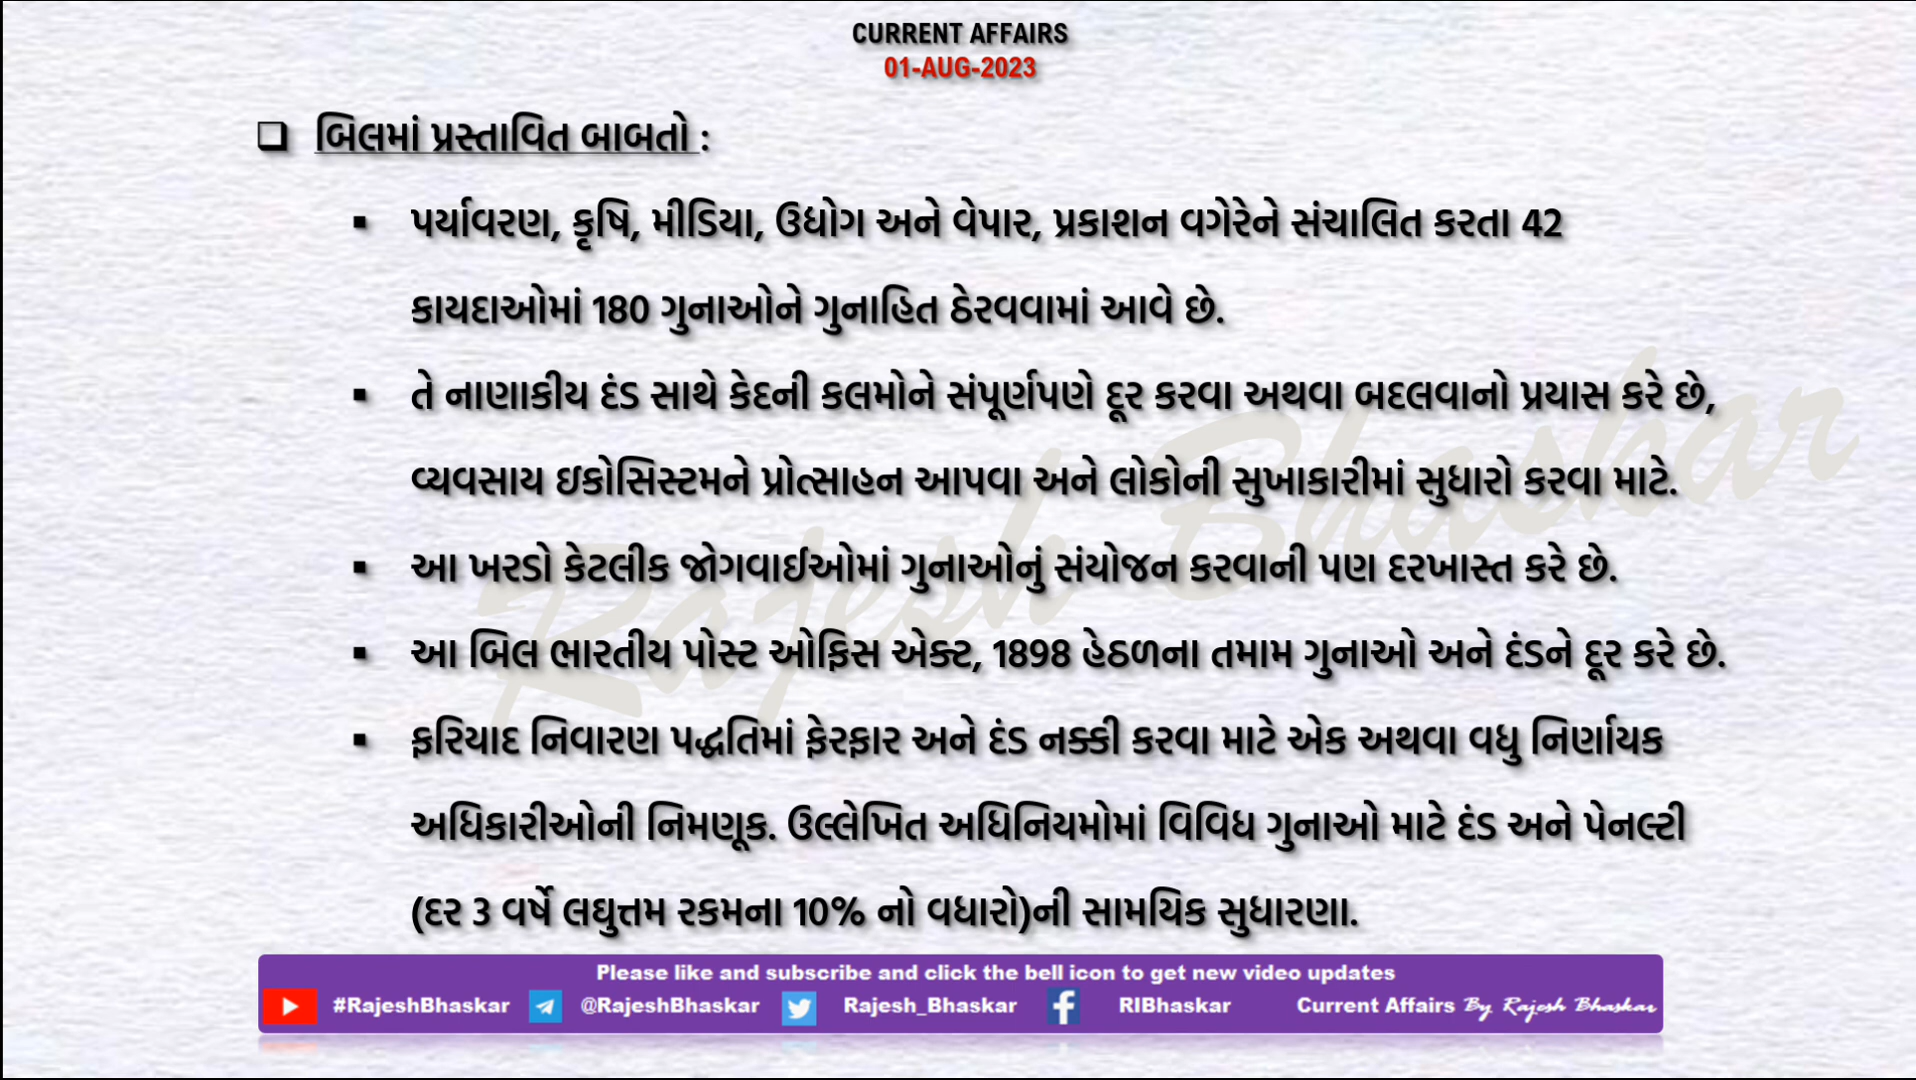 CURRENT AFFAIRS
01-AUG-2023
બિલમાં પ્રસ્તાવિત બાબતો :
પર્યાવરણ, કૃષિ, મીડિયા, ઉદ્યોગ અને વેપાર, પ્રકાશન વગેરેને સંચાલિત કરતા 42
કાયદાઓમાં 180 ગુનાઓને ગુનાહિત ઠેરવવામાં આવે છે.
તે નાણાકીય દંડ સાથે કેદની કલમોને સંપૂર્ણપણે દૂર કરવા અથવા બદલવાનો પ્રયાસ કરે છે,
વ્યવસાય ઇકોસિસ્ટમને પ્રોત્સાહન આપવા અને લોકોની સુખાકારીમાં સુધારો કરવા માટે.
આ ખરડો કેટલીક જોગવાઈઓમાં ગુનાઓનું સંયોજન કરવાની પણ દરખાસ્ત કરે છે.
આ બિલ ભારતીય પોસ્ટ ઓફિસ એક્ટ, 1898 હેઠળના તમામ ગુનાઓ અને દંડને દૂર કરે છે.
ફરિયાદ નિવારણ પદ્ધતિમાં ફેરફાર અને દંડ નક્કી કરવા માટે એક અથવા વધુ નિર્ણાયક
અધિકારીઓની નિમણૂક. ઉલ્લેખિત અધિનિયમોમાં વિવિધ ગુનાઓ માટે દંડ અને પેનલ્ટી
(દર 3 વર્ષે લઘુત્તમ રકમના 10% નો વધારો)ની સામયિક સુધારણા.
Rajesh Bhaskar
Please like and subscribe and click the bell icon to get new video updates
#RajeshBhaskar @RajeshBhaskar Rajesh_Bhaskar RIBhaskar Current Affairs By Rajesh Bhaskar